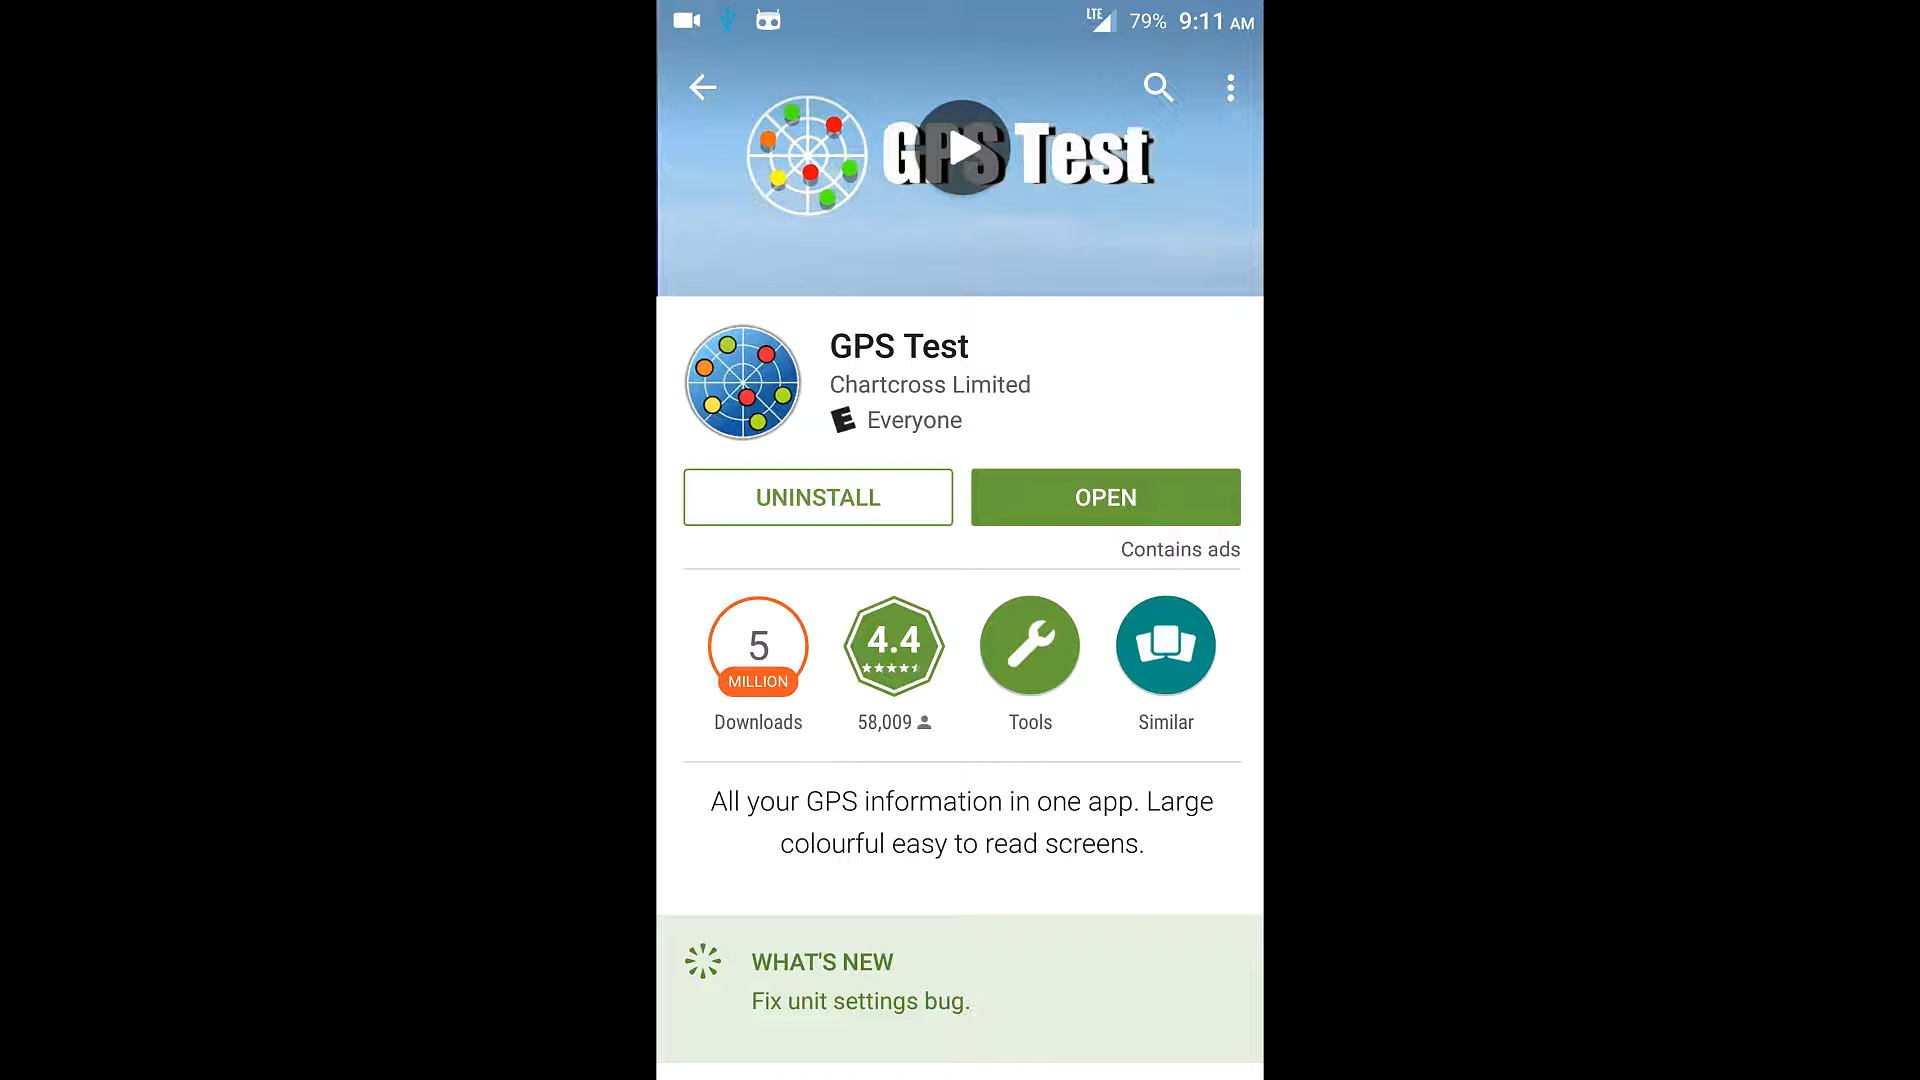 LTE 79% 9:11 AM
GPS Test
GPS Test
Chartcross Limited
E Everyone
UNINSTALL OPEN
Contains ads
5 4.4
MILLION
Downloads 58,009 Tools Similar
All your GPS information in one app. Large
colourful easy to read screens.
WHAT'S NEW
Fix unit settings bug.